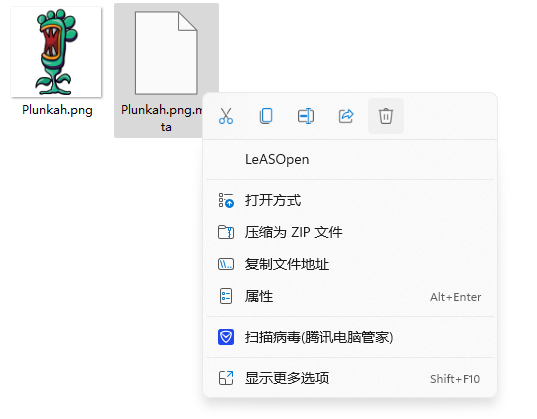 Plunkah.png
Plunkah.png.m
ta
LeASOpen
打开方式
压缩为 ZIP 文件
复制文件地址
属性 Alt+Enter
扫描病毒(腾讯电脑管家)
显示更多选项 Shift+F10